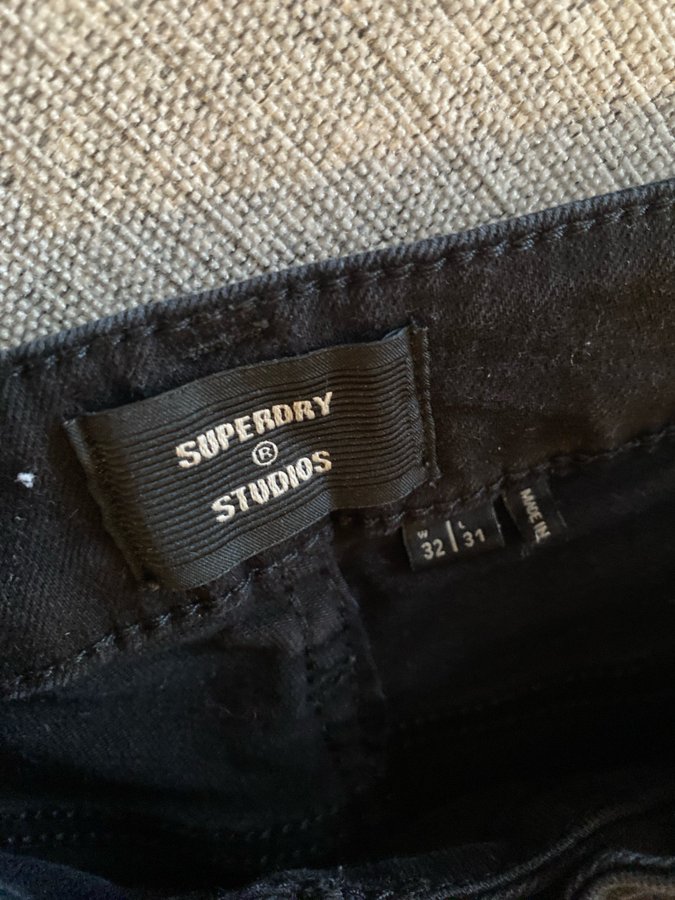 SUPERDRY
®
STUDIOS
W L
32 | 31
MADE IN